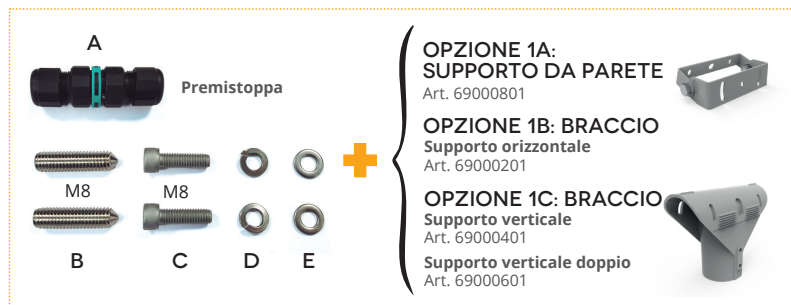 A
Premistoppa
M8
M8
B
C
D
E
OPZIONE 1A:
SUPPORTO DA PARETE
Art. 69000801
OPZIONE 1B: BRACCIO
Supporto orizzontale
Art. 69000201
OPZIONE 1C: BRACCIO
Supporto verticale
Art. 69000401
Supporto verticale doppio
Art. 69000601